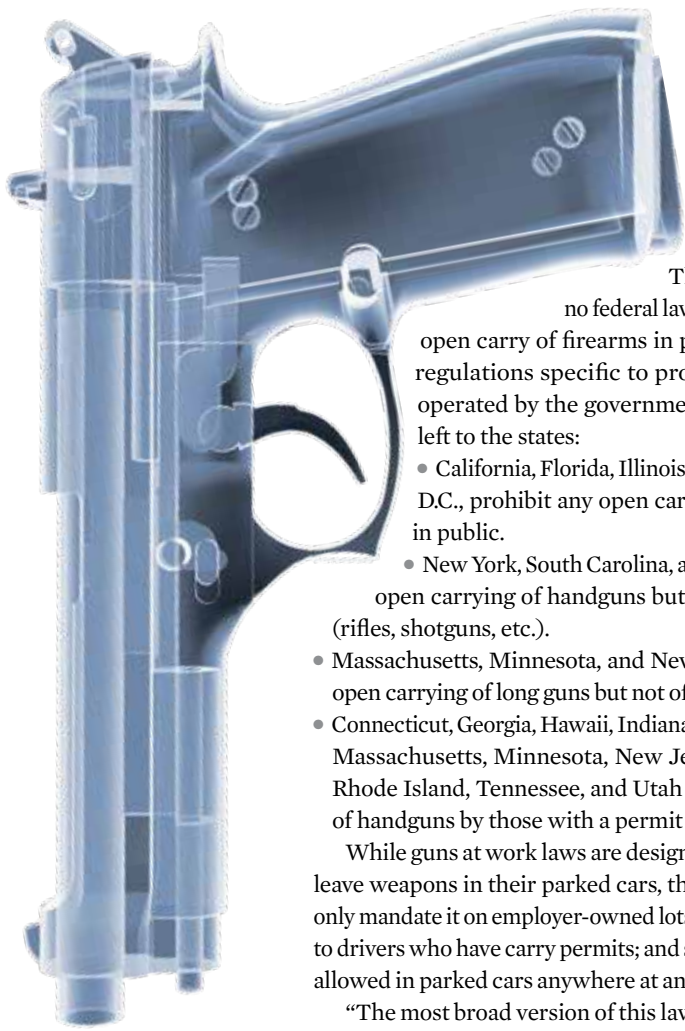 no federal law
open carry of firearms in p
regulations specific to pro
operated by the governme
left to the states:
• California, Florida, Illinois
D.C., prohibit any open car
in public.
• New York, South Carolina, a
open carrying of handguns but
(rifles, shotguns, etc.).
• Massachusetts, Minnesota, and New
open carrying of long guns but not of
• Connecticut, Georgia, Hawaii, Indiana
Massachusetts, Minnesota, New Je
Rhode Island, Tennessee, and Utah
of handguns by those with a permit
While guns at work laws are design
leave weapons in their parked cars, th
only mandate it on employer-owned lots
to drivers who have carry permits; and s
allowed in parked cars anywhere at an
“The most broad version of this law